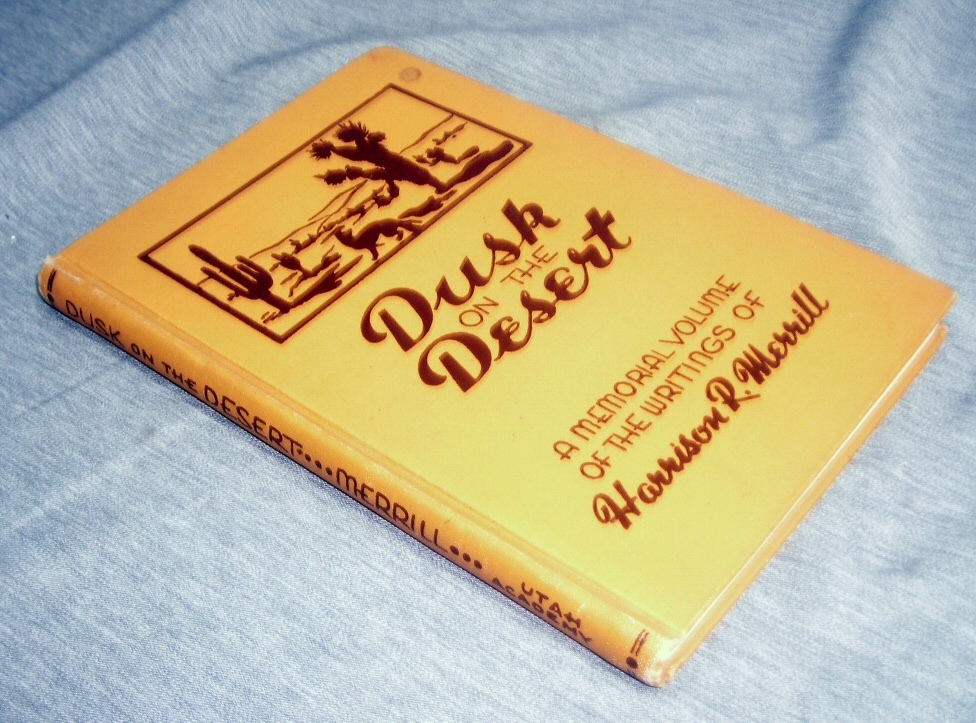 Dusk
ON THE
Desert
A MEMORIAL VOLUME
OF THE WRITINGS OF
Harrison R. Merrill
DUSK ON THE DESERT...MERRILL... UTAH
ACADEMY